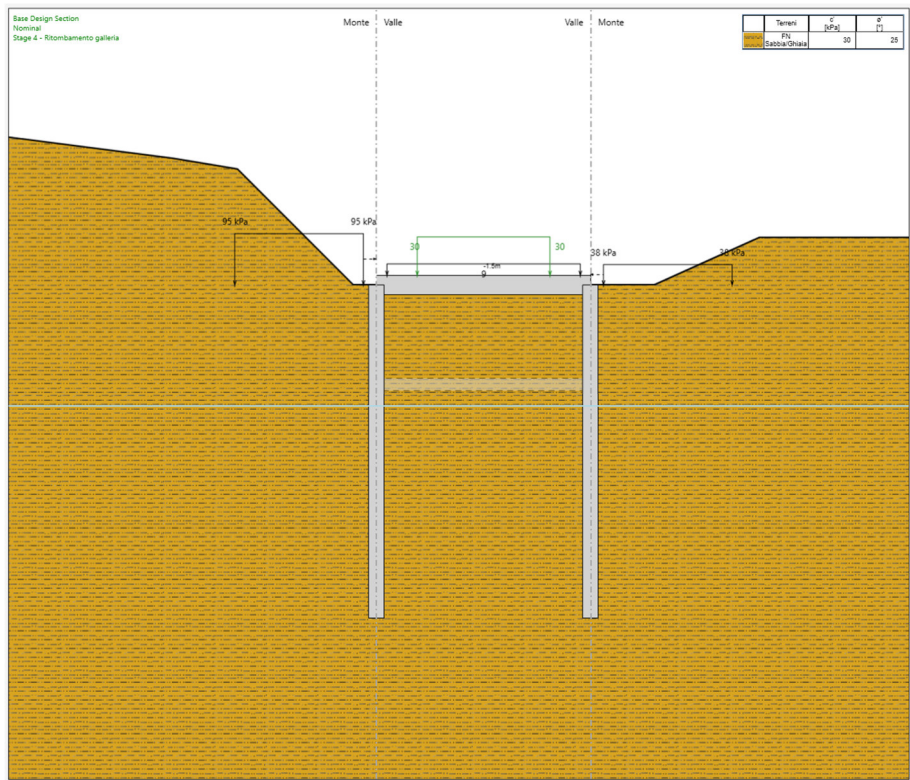 Base Design Section
Nominal
Stage 4 - Ritombamento galleria
Monte Valle
Valle Monte
Terreni c' [kPa] ø' [°]
FN Sabbia/Ghiaia 30 25
95 kPa 95 kPa
30 30
-1.5m
9
38 kPa 38 kPa